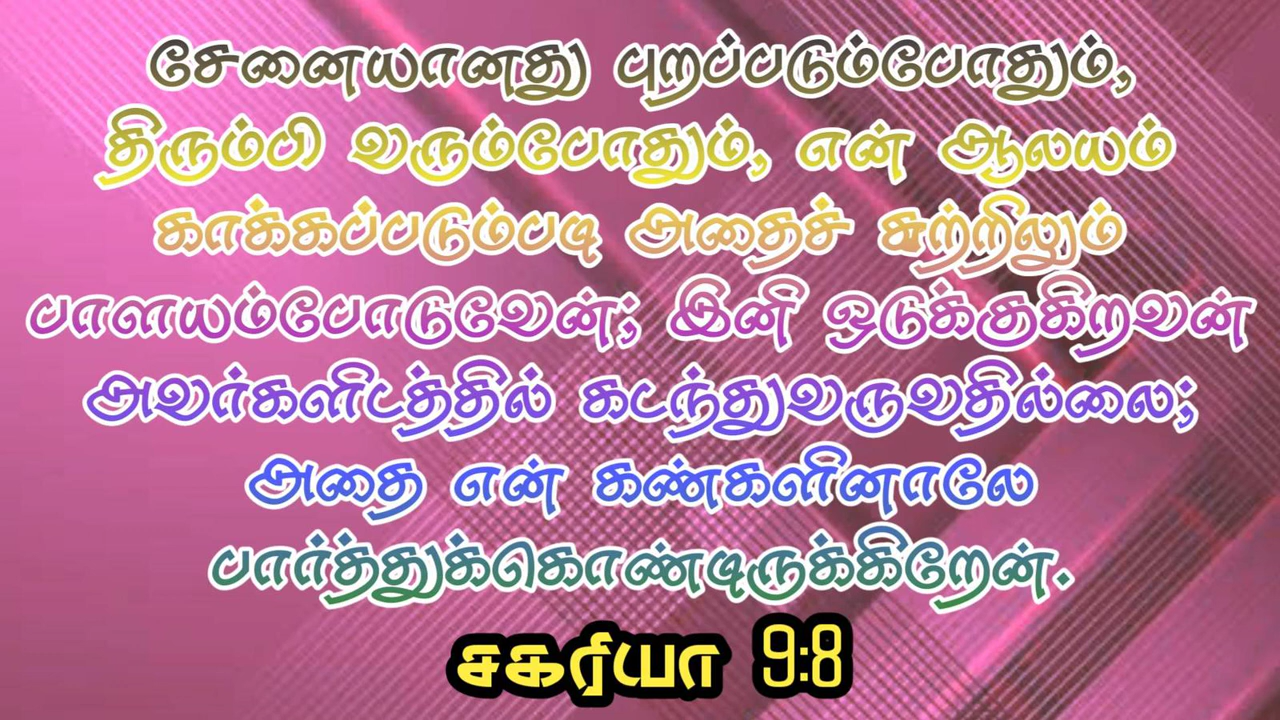 சேனையானது புறப்படும்போதும்,
திரும்பி வரும்போதும், என் ஆலயம்
காக்கப்படும்படி அதைச் சுற்றிலும்
பாளயம்போடுவேன்; இனி ஒடுக்குகிறவன்
அவர்களிடத்தில் கடந்துவருவதில்லை;
அதை என் கண்களினாலே
பார்த்துக்கொண்டிருக்கிறேன்.
சகரியா 9:8